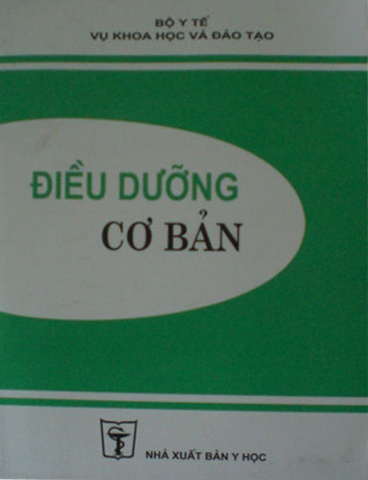 BỘ Y TẾ
VỤ KHOA HỌC VÀ ĐÀO TẠO
ĐIỀU DƯỠNG
CƠ BẢN
NHÀ XUẤT BẢN Y HỌC